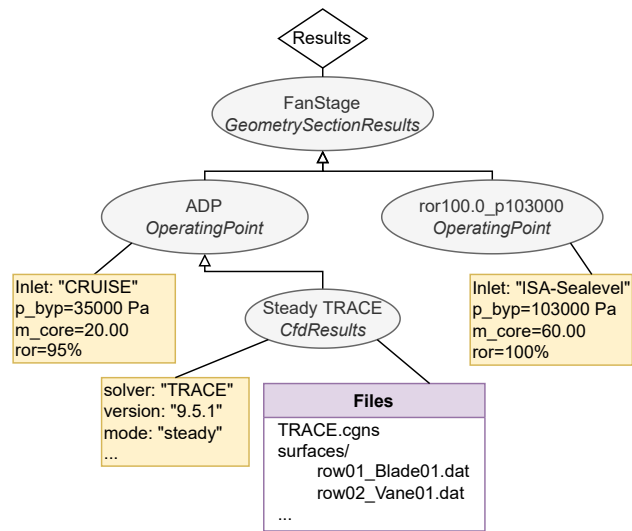 Results
FanStage
GeometrySectionResults
ADP
OperatingPoint
ror100.0_p103000
OperatingPoint
Inlet: "CRUISE"
p_byp=35000 Pa
m_core=20.00
ror=95%
Steady TRACE
CfdResults
Inlet: "ISA-Sealevel"
p_byp=103000 Pa
m_core=60.00
ror=100%
solver: "TRACE"
version: "9.5.1"
mode: "steady"
...
Files
TRACE.cgns
surfaces/
row01_Blade01.dat
row02_Vane01.dat
...